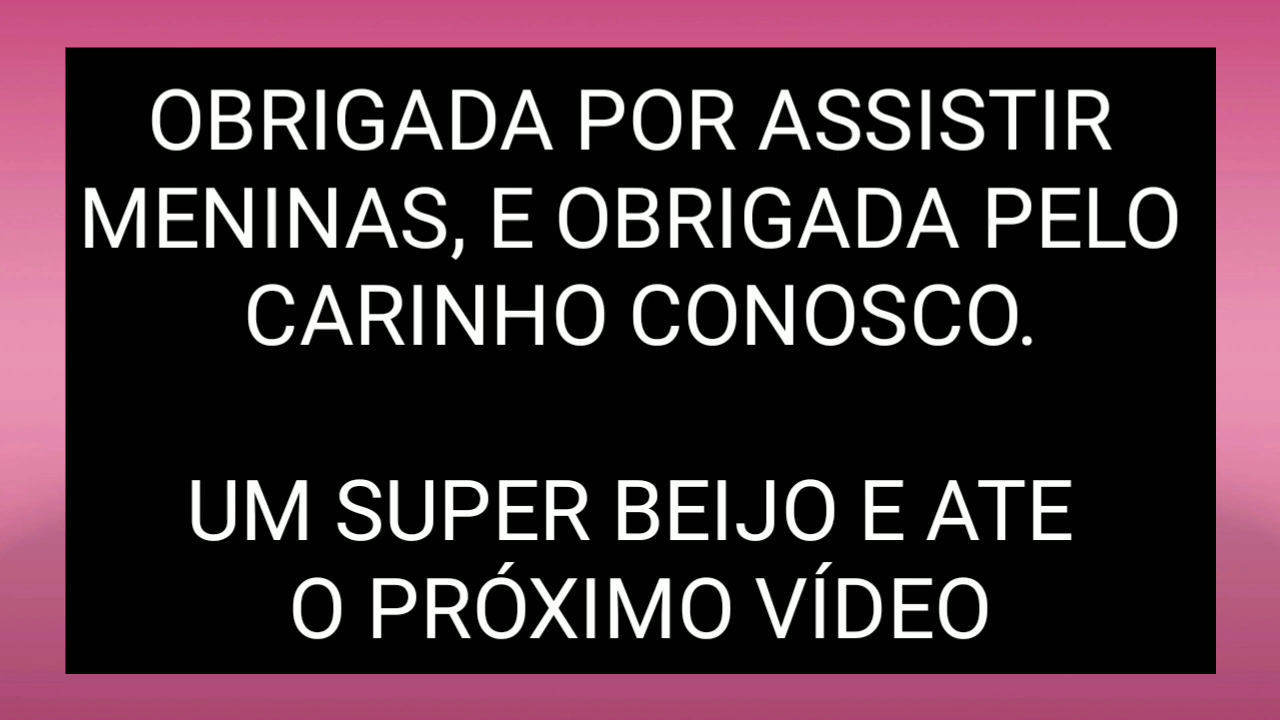 OBRIGADA POR ASSISTIR
MENINAS, E OBRIGADA PELO
CARINHO CONOSCO.
UM SUPER BEIJO E ATE
O PRÓXIMO VÍDEO